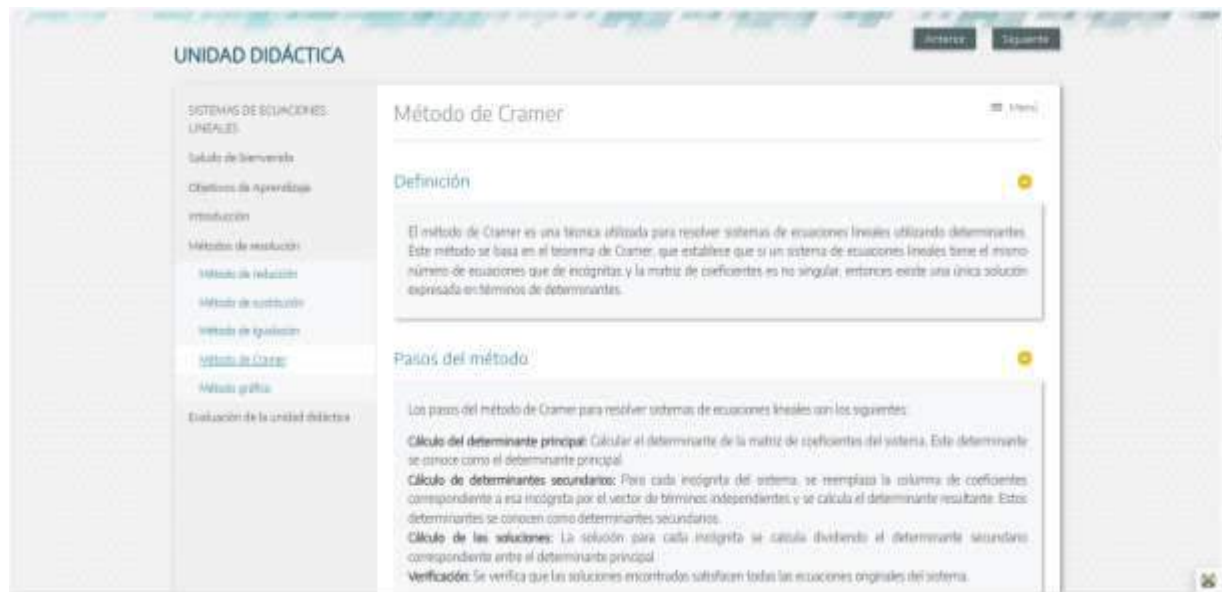 Anterior Siguiente
UNIDAD DIDÁCTICA
SISTEMAS DE ECUACIONES
LINEALES
Saludo de bienvenida
Objetivos de Aprendizaje
Introducción
Métodos de resolución
Método de reducción
Método de sustitución
Método de igualación
Método de Cramer
Método gráfico
Evaluación de la unidad didáctica
Método de Cramer
Menú
Definición
El método de Cramer es una técnica utilizada para resolver sistemas de ecuaciones lineales utilizando determinantes.
Este método se basa en el teorema de Cramer, que establece que si un sistema de ecuaciones lineales tiene el mismo
número de ecuaciones que de incógnitas y la matriz de coeficientes es no singular, entonces existe una única solución
expresada en términos de determinantes.
Pasos del método
Los pasos del método de Cramer para resolver sistemas de ecuaciones lineales son los siguientes:
Cálculo del determinante principal: Calcular el determinante de la matriz de coeficientes del sistema. Este determinante
se conoce como el determinante principal.
Cálculo de determinantes secundarios: Para cada incógnita del sistema, se reemplaza la columna de coeficientes
correspondiente a esa incógnita por el vector de términos independientes y se calcula el determinante resultante. Estos
determinantes se conocen como determinantes secundarios.
Cálculo de las soluciones: La solución para cada incógnita se calcula dividiendo el determinante secundario
correspondiente entre el determinante principal.
Verificación: Se verifica que las soluciones encontradas satisfacen todas las ecuaciones originales del sistema.